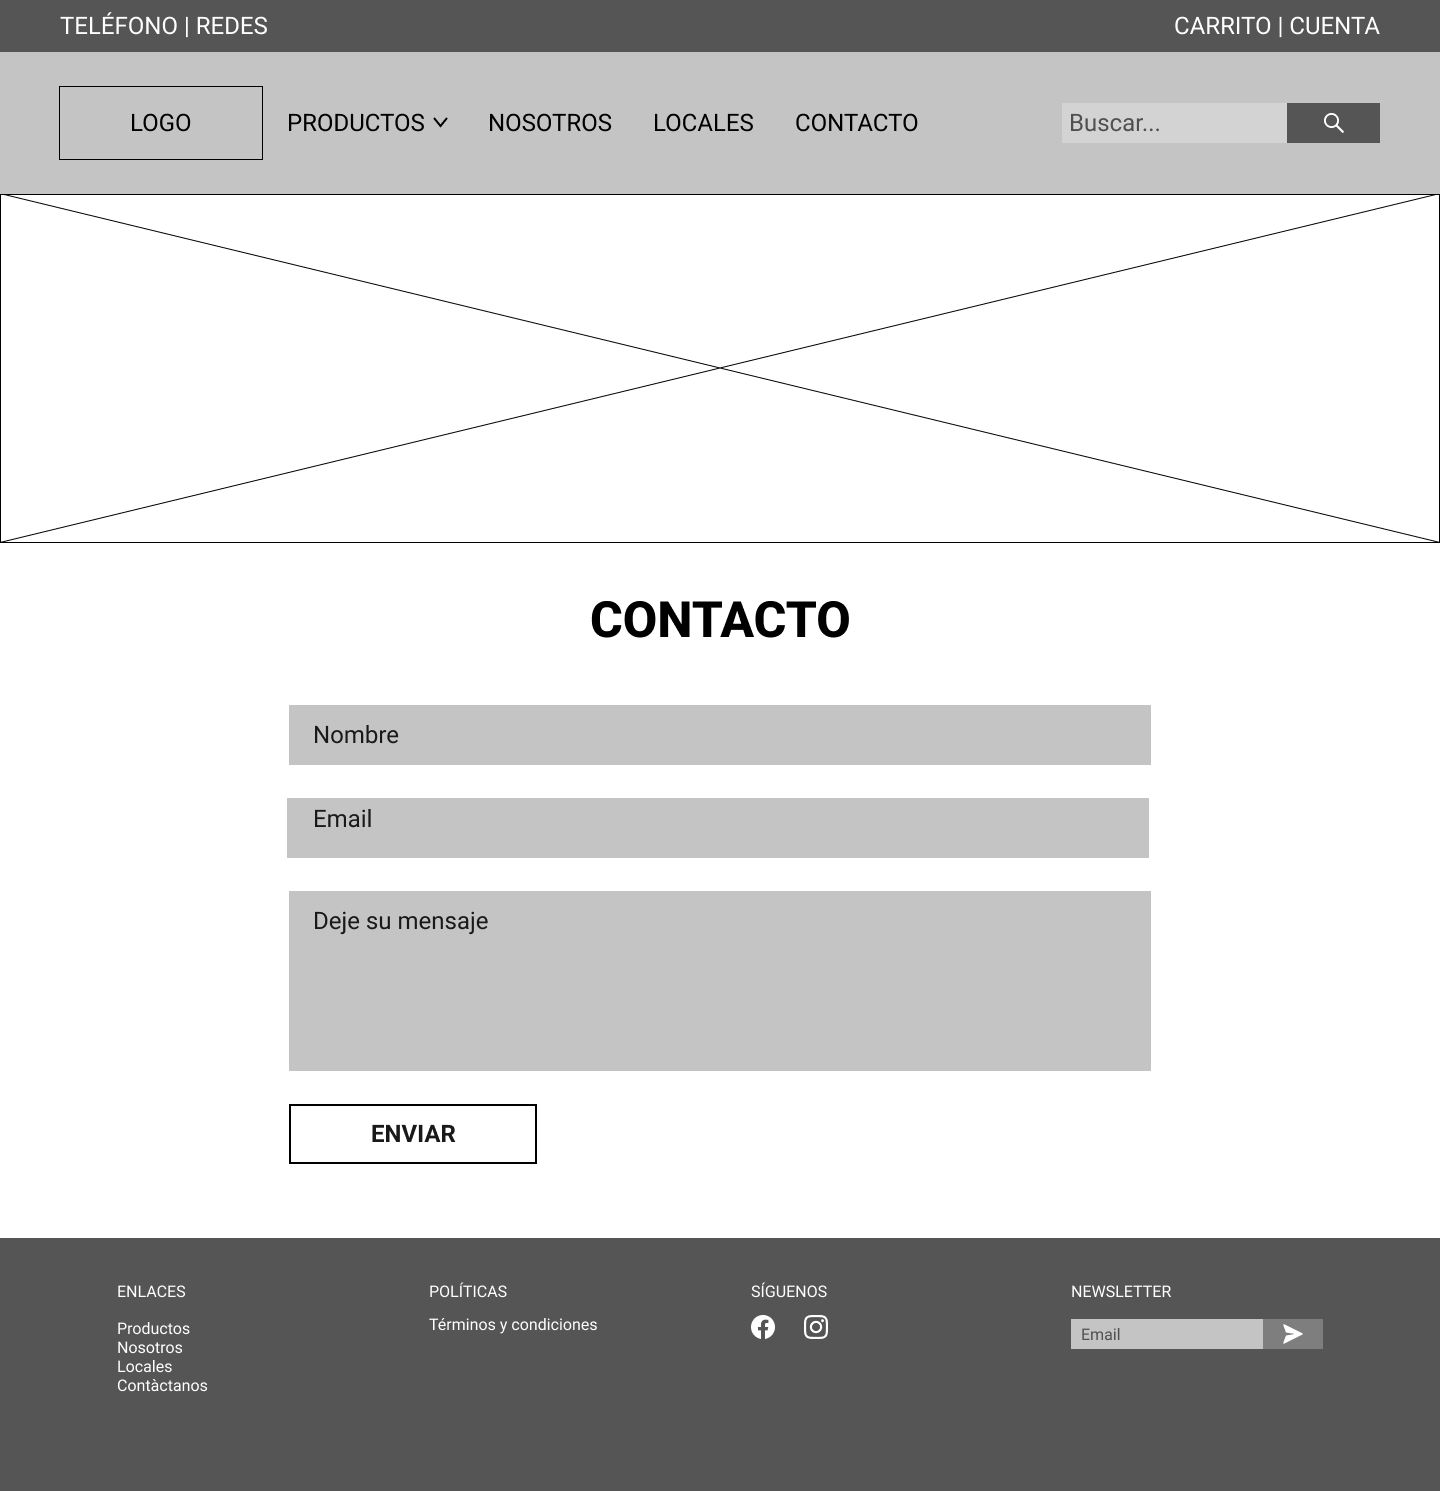 TELÉFONO | REDES
CARRITO | CUENTA
LOGO
PRODUCTOS
NOSOTROS
LOCALES
CONTACTO
Buscar...
CONTACTO
Nombre
Email
Deje su mensaje
ENVIAR
ENLACES
Productos
Nosotros
Locales
Contàctanos
POLÍTICAS
Términos y condiciones
SÍGUENOS
NEWSLETTER
Email